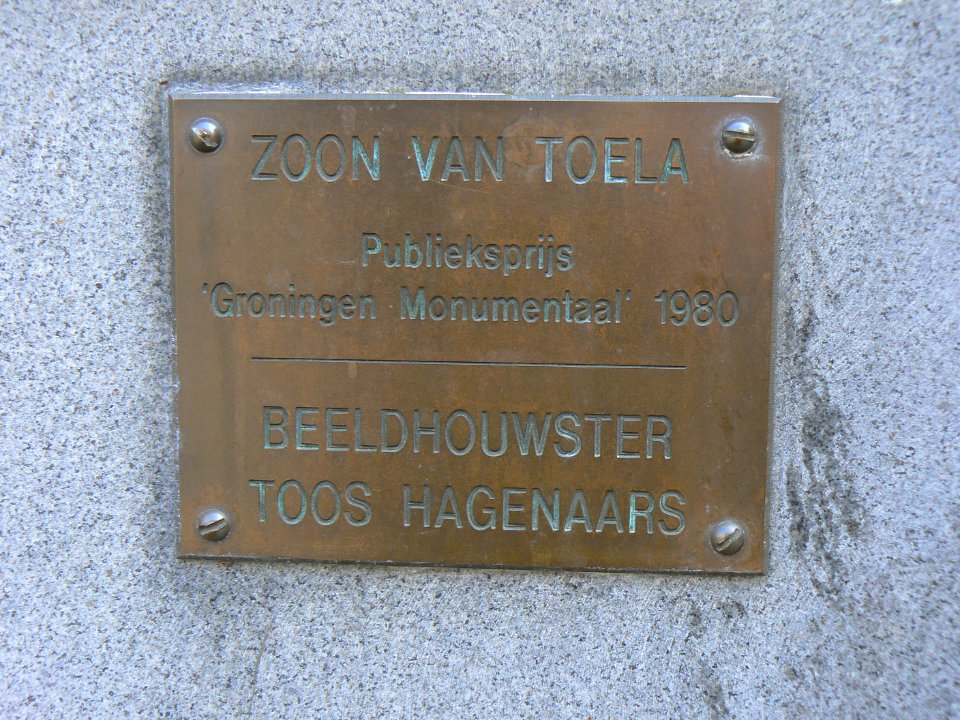 ZOON VAN TOELA
Publieksprijs
'Groningen Monumentaal' 1980
BEELDHOUWSTER
TOOS HAGENAARS